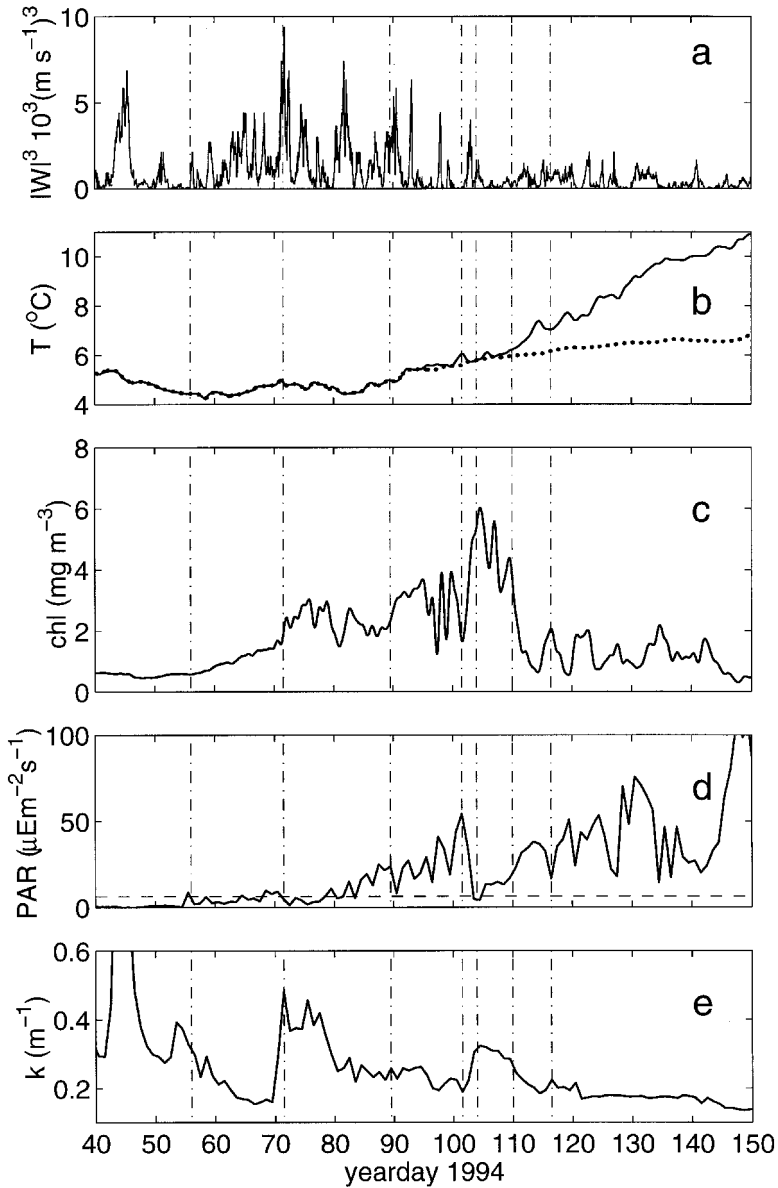 10
5
0
|W|³ 10³(m s⁻¹)³
a
10
8
6
4
T (°C)
b
8
6
4
2
0
chl (mg m⁻³)
c
100
50
0
PAR (μEm⁻²s⁻¹)
d
0.6
0.4
0.2
k (m⁻¹)
e
40 50 60 70 80 90 100 110 120 130 140 150
yearday 1994